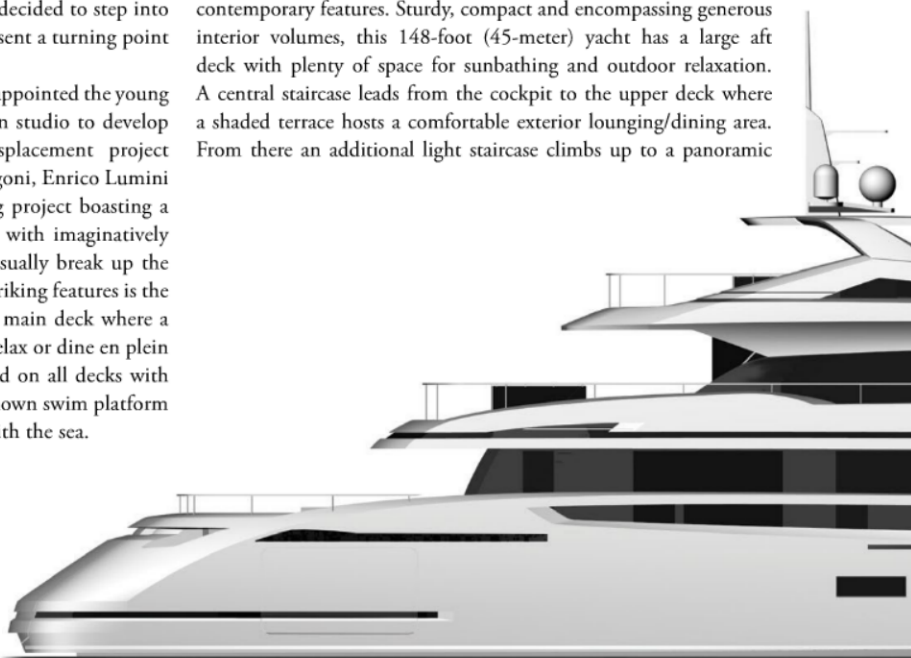 decided to step into
sent a turning point
ppointed the young
n studio to develop
splacement project
goni, Enrico Lumini
g project boasting a
with imaginatively
sually break up the
riking features is the
main deck where a
elax or dine en plein
d on all decks with
own swim platform
th the sea.
contemporary features. Sturdy, compact and encompassing generous
interior volumes, this 148-foot (45-meter) yacht has a large aft
deck with plenty of space for sunbathing and outdoor relaxation.
A central staircase leads from the cockpit to the upper deck where
a shaded terrace hosts a comfortable exterior lounging/dining area.
From there an additional light staircase climbs up to a panoramic